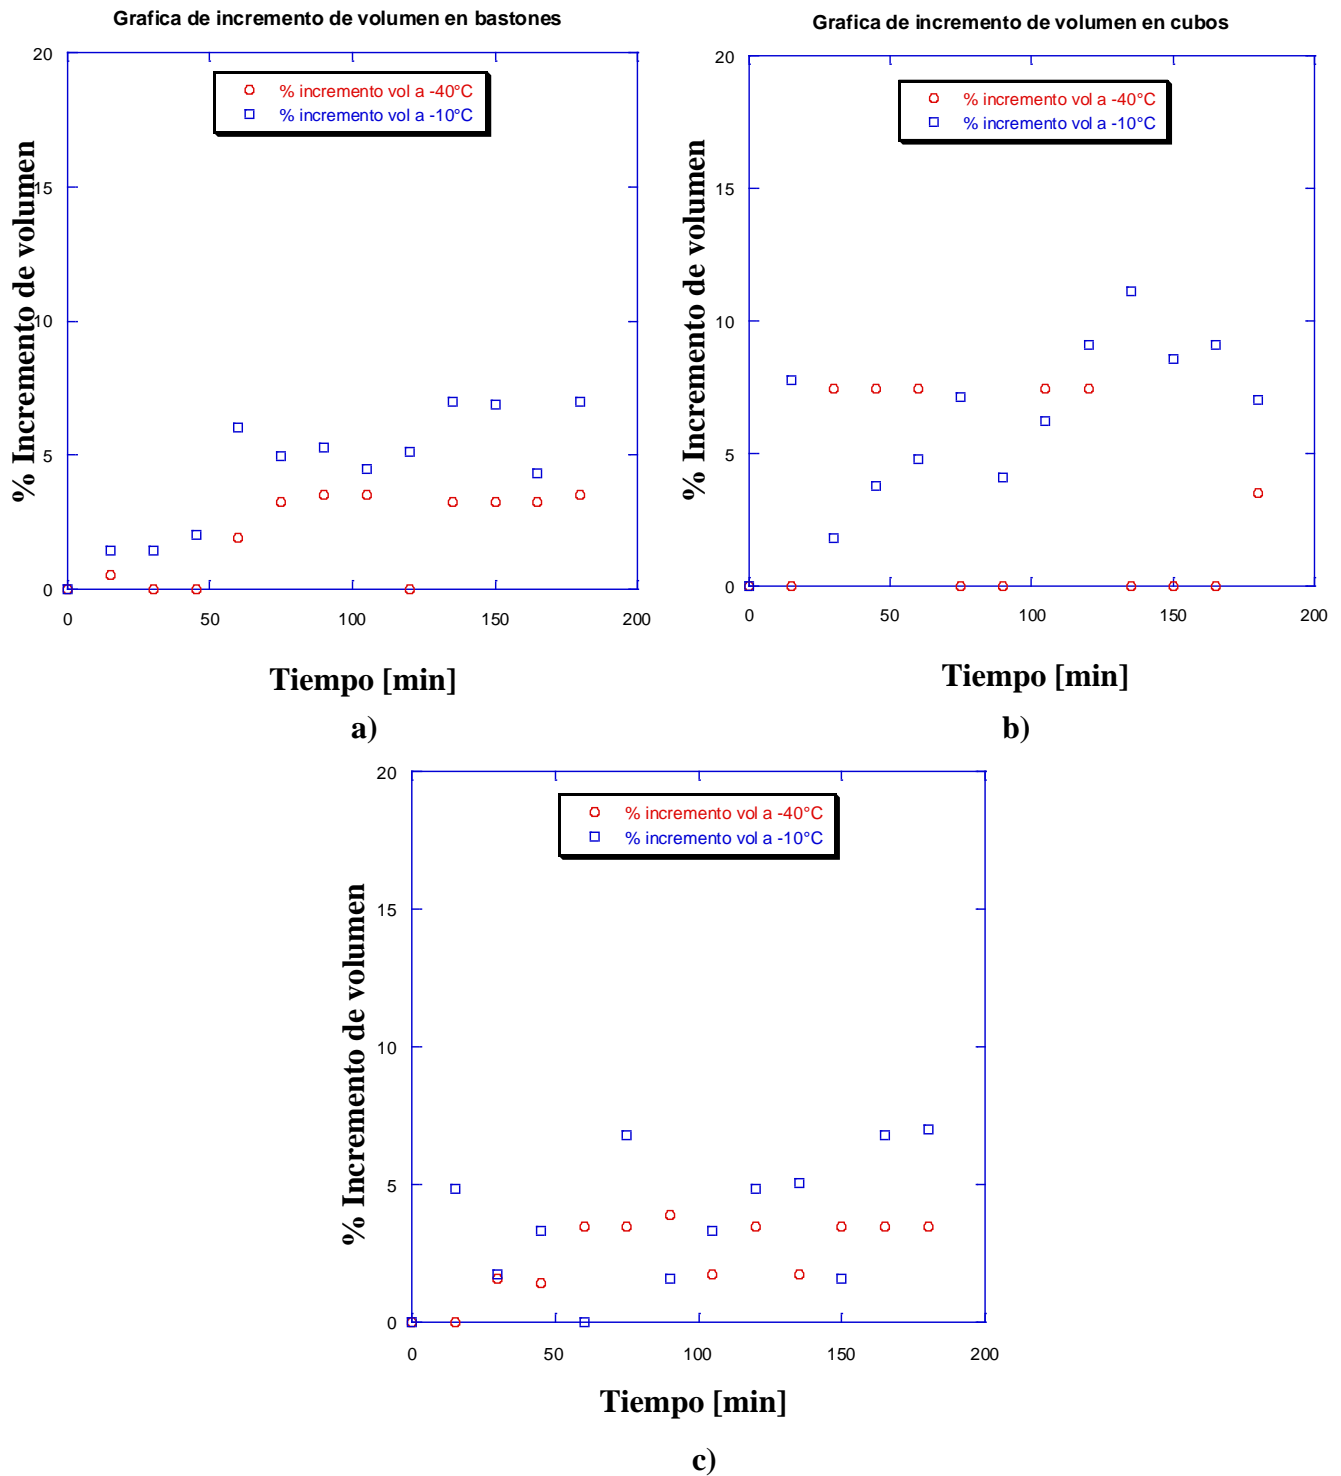 Grafica de incremento de volumen en bastones
20
% incremento vol a -40°C
% incremento vol a -10°C
15
10
5
0
0 50 100 150 200
% Incremento de volumen
Tiempo [min]
a)
Grafica de incremento de volumen en cubos
20
% incremento vol a -40°C
% incremento vol a -10°C
15
10
5
0
0 50 100 150 200
% Incremento de volumen
Tiempo [min]
b)
20
% incremento vol a -40°C
% incremento vol a -10°C
15
10
5
0
0 50 100 150 200
% Incremento de volumen
Tiempo [min]
c)